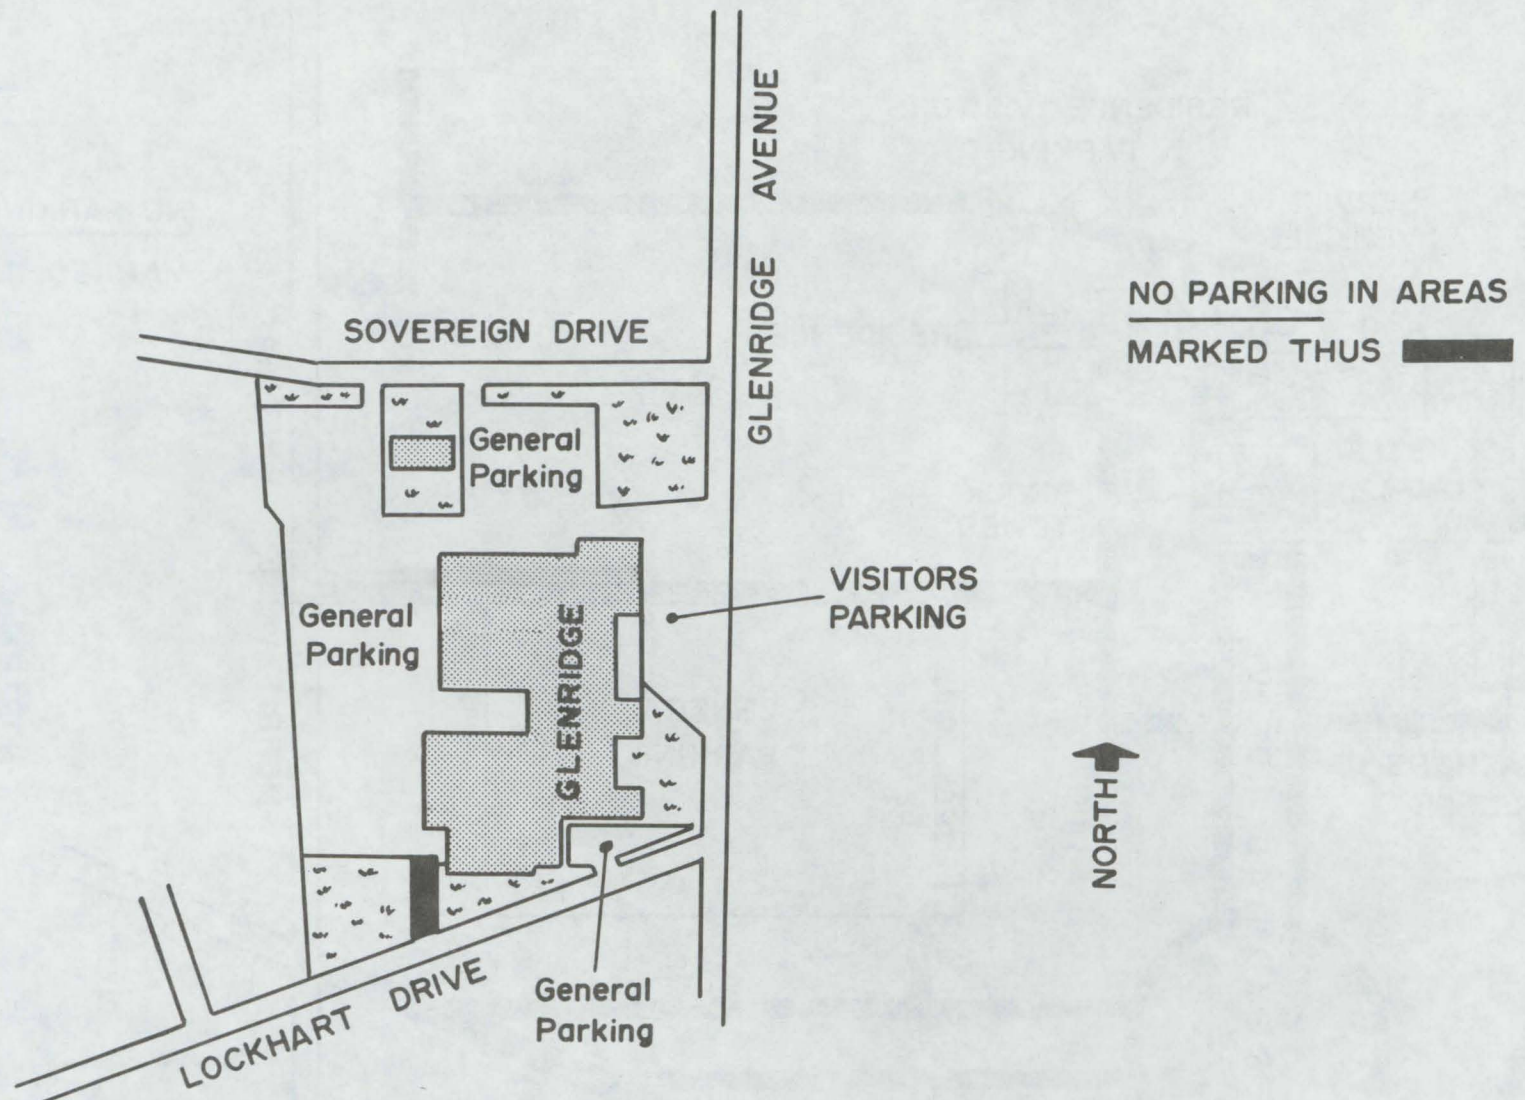 GLENRIDGE AVENUE
SOVEREIGN DRIVE
NO PARKING IN AREAS
MARKED THUS
General
Parking
VISITORS
PARKING
General
Parking
GLENRIDGE
NORTH
LOCKHART DRIVE
General
Parking